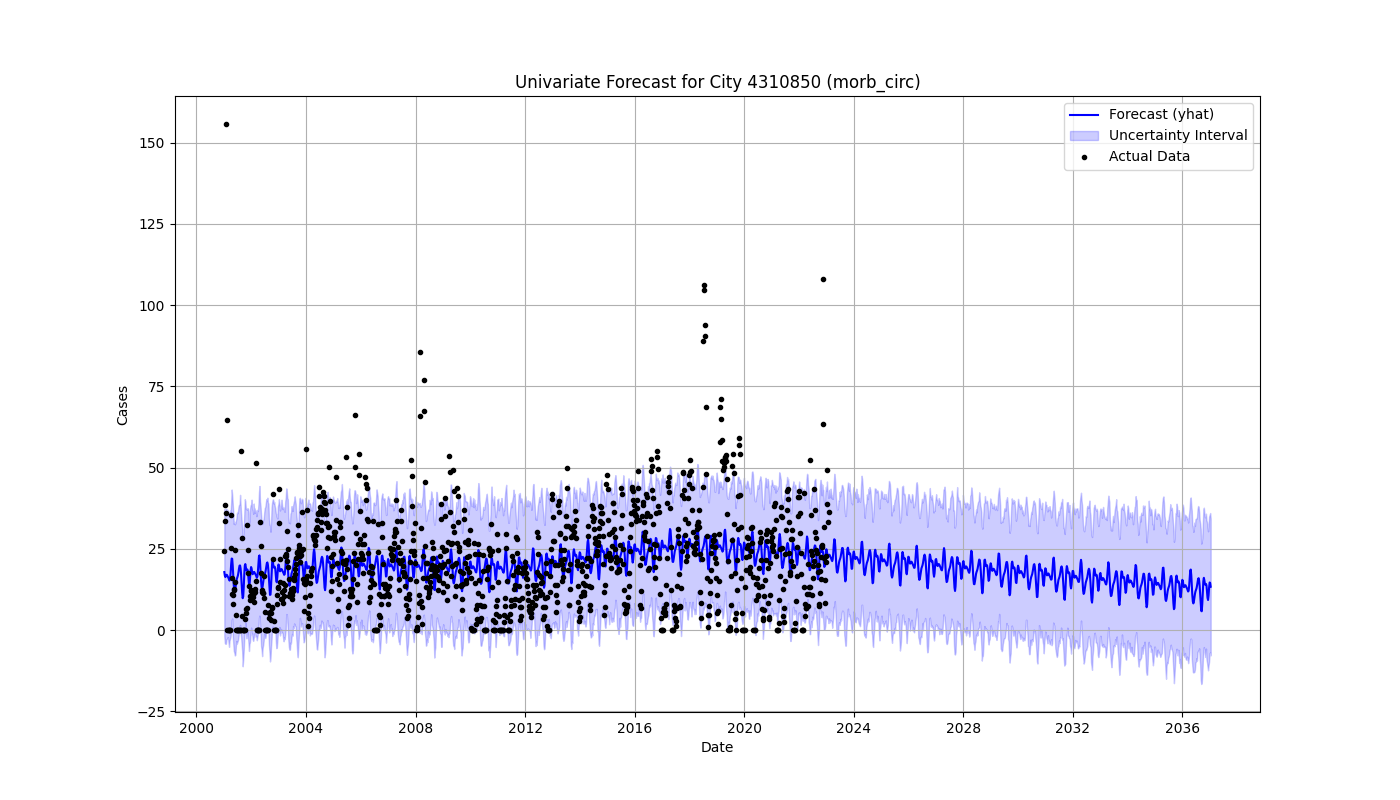 Univariate Forecast for City 4310850 (morb_circ)
Forecast (yhat)
Uncertainty Interval
Actual Data
150
125
100
75
50
25
0
−25
Cases
2000 2004 2008 2012 2016 2020 2024 2028 2032 2036
Date